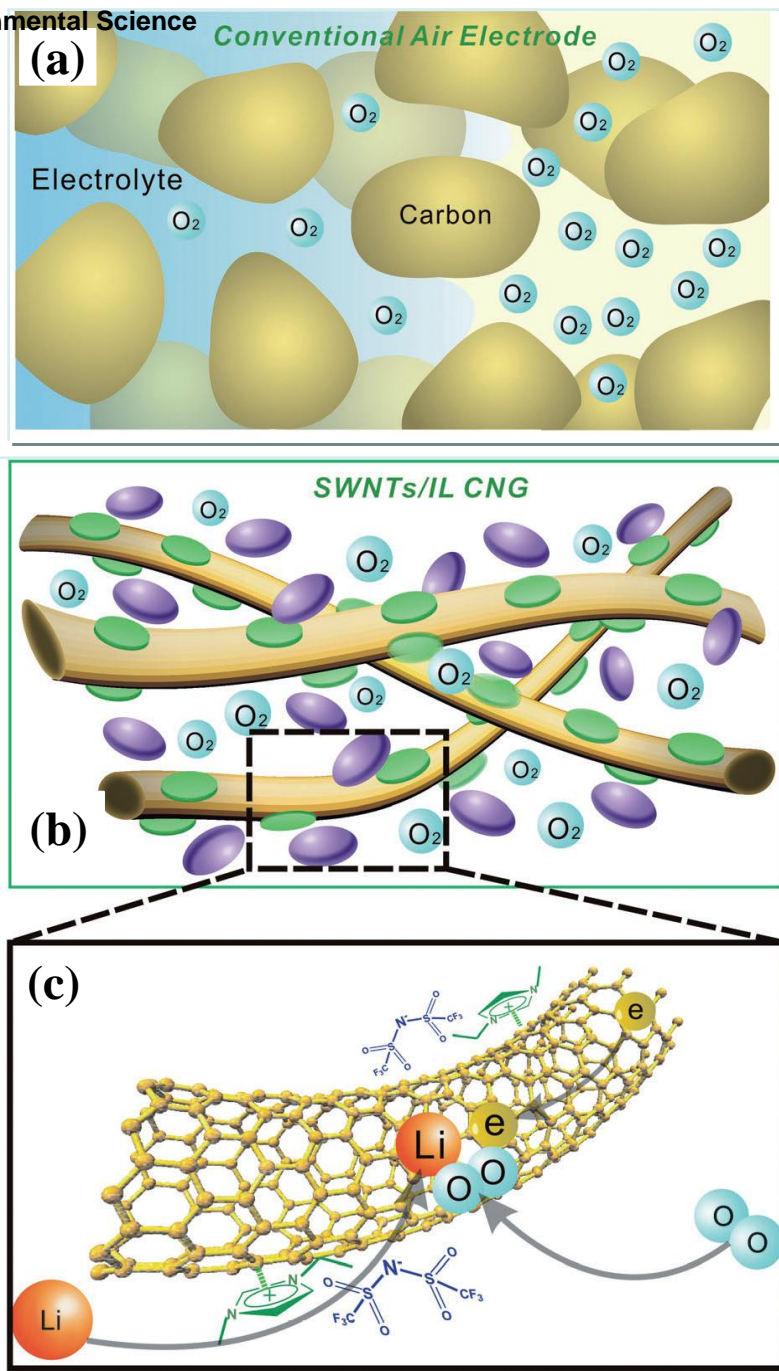 nmental Science
(a)
Conventional Air Electrode
O2
O2
O2
O2
O2
Electrolyte
Carbon
O2
O2
O2
O2
O2
O2
O2
O2
O2
O2
O2
O2
SWNTs/IL CNG
O2
O2
O2
O2
O2
O2
O2
O2
O2
O2
O2
O2
(b)
(c)
N
e
O
O
N-
S
S
CF3
O
O
F3C
+
N
e
Li
O
O
O
O
N
+
N
O
O
N-
S
S
CF3
O
O
F3C
Li